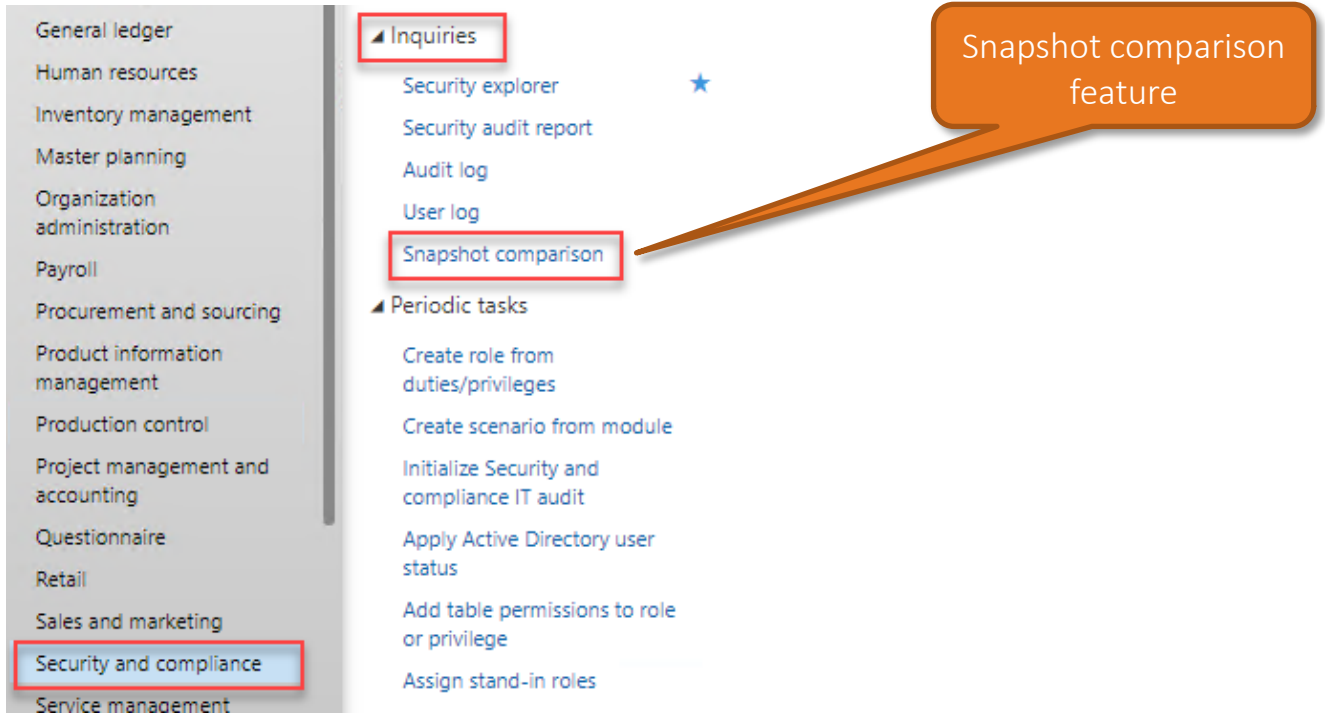 General ledger
Human resources
Inventory management
Master planning
Organization
administration
Payroll
Procurement and sourcing
Product information
management
Production control
Project management and
accounting
Questionnaire
Retail
Sales and marketing
Security and compliance
Service management
Inquiries
Security explorer
Security audit report
Audit log
User log
Snapshot comparison
Periodic tasks
Create role from
duties/privileges
Create scenario from module
Initialize Security and
compliance IT audit
Apply Active Directory user
status
Add table permissions to role
or privilege
Assign stand-in roles
Snapshot comparison
feature